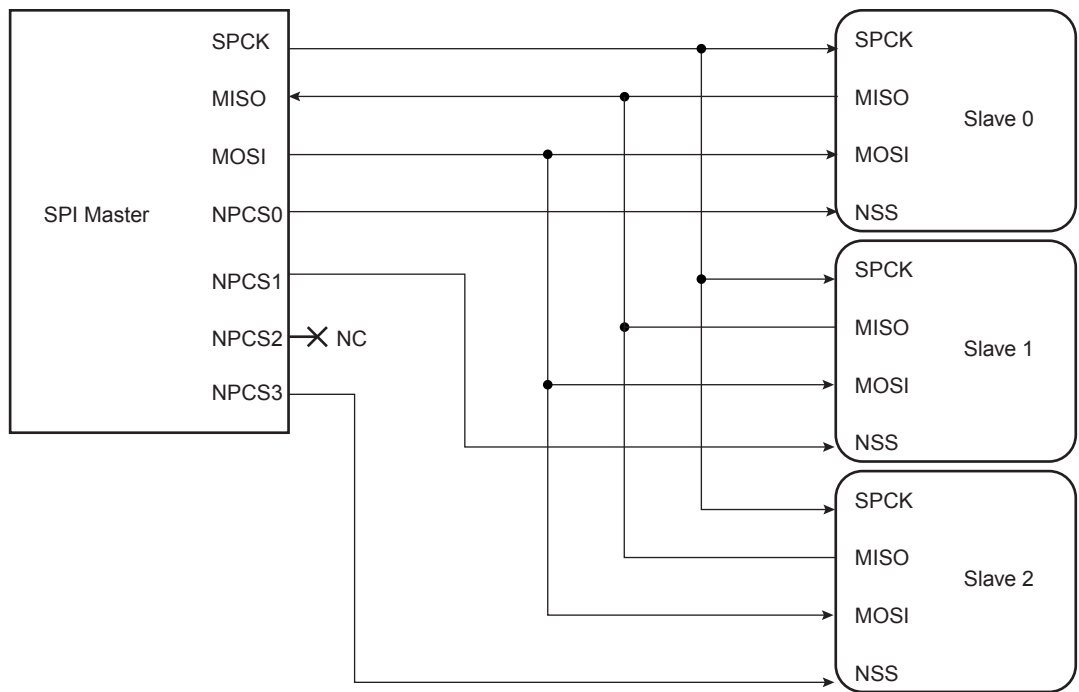 SPCK
MISO
MOSI
SPI Master
NPCS0
NPCS1
NPCS2
NC
NPCS3
SPCK
MISO
Slave 0
MOSI
NSS
SPCK
MISO
Slave 1
MOSI
NSS
SPCK
MISO
Slave 2
MOSI
NSS